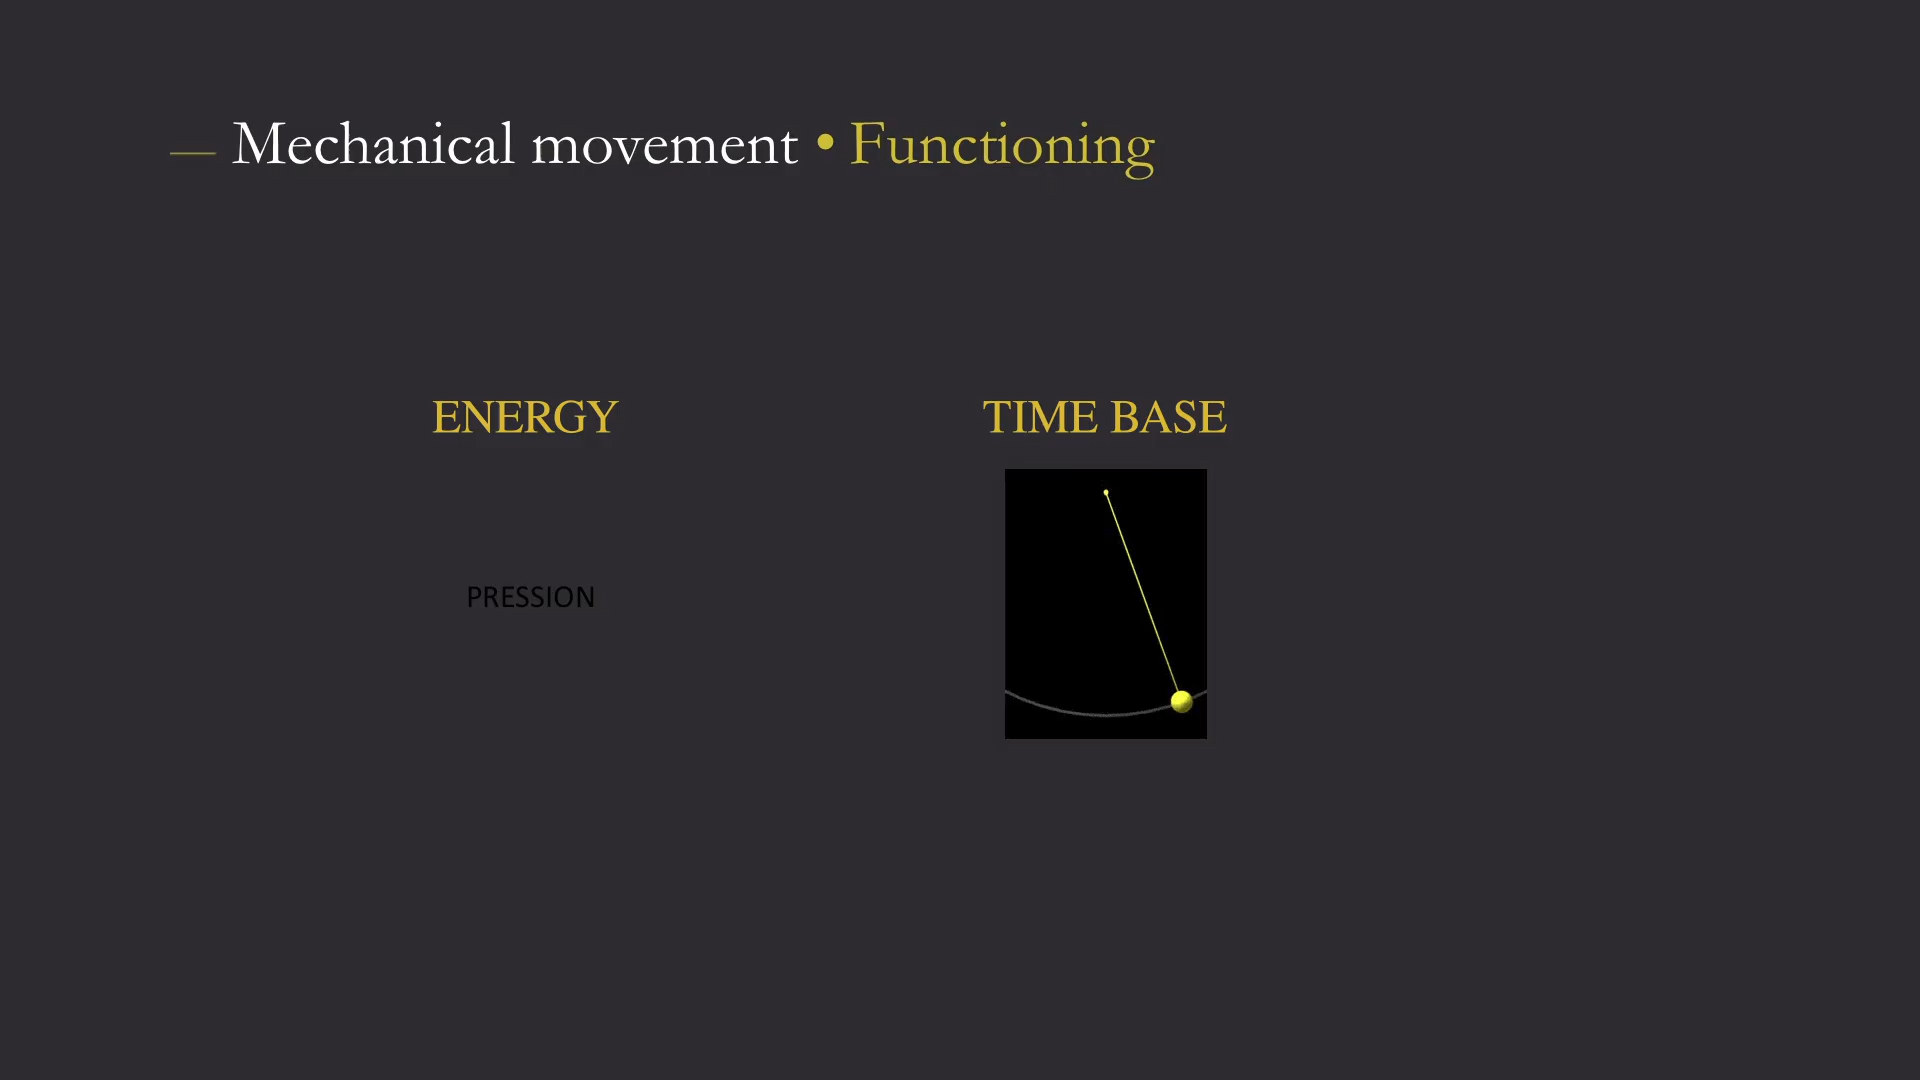 — Mechanical movement • Functioning
ENERGY
TIME BASE
PRESSION